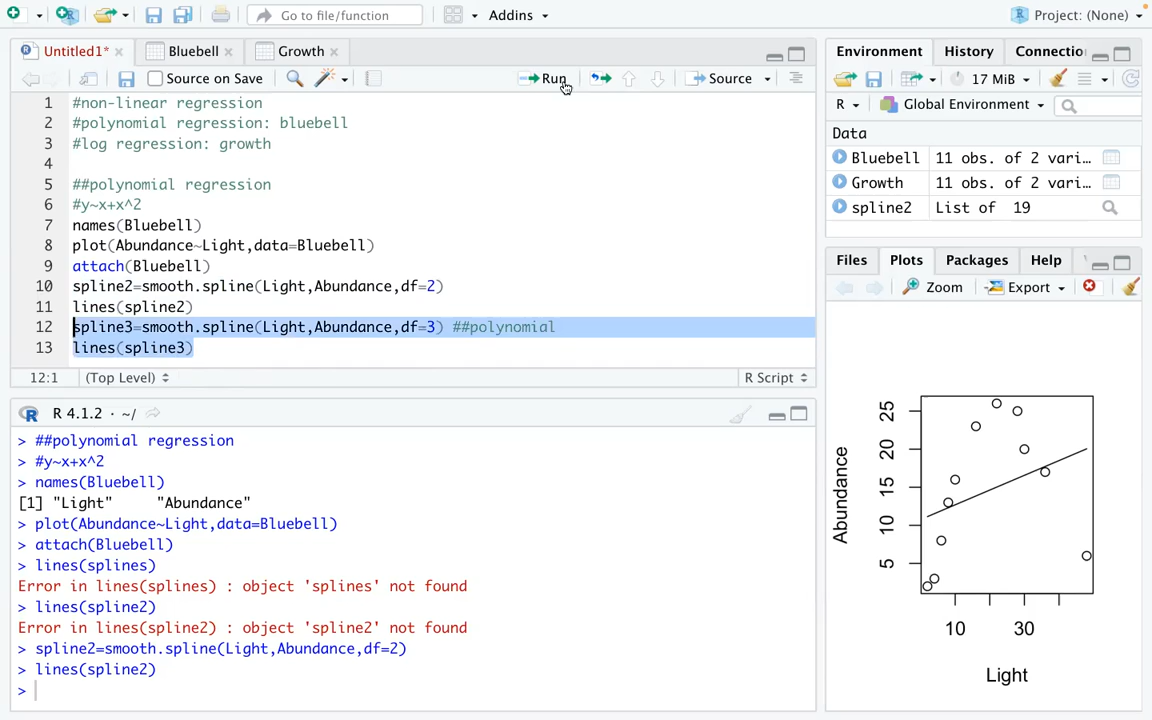 Go to file/function
Addins
Project: (None)
Untitled1*
Bluebell
Growth
Source on Save
Run
Source
1 #non-linear regression
2 #polynomial regression: bluebell
3 #log regression: growth
4
5 ##polynomial regression
6 #y~x+x^2
7 names(Bluebell)
8 plot(Abundance~Light,data=Bluebell)
9 attach(Bluebell)
10 spline2=smooth.spline(Light,Abundance,df=2)
11 lines(spline2)
12 spline3=smooth.spline(Light,Abundance,df=3) ##polynomial
13 lines(spline3)
12:1 (Top Level) R Script
R 4.1.2 · ~/
> ##polynomial regression
> #y~x+x^2
> names(Bluebell)
[1] "Light"     "Abundance"
> plot(Abundance~Light,data=Bluebell)
> attach(Bluebell)
> lines(splines)
Error in lines(splines) : object 'splines' not found
> lines(spline2)
Error in lines(spline2) : object 'spline2' not found
> spline2=smooth.spline(Light,Abundance,df=2)
> lines(spline2)
>
Environment History Connectio
17 MiB
R Global Environment
Data
Bluebell 11 obs. of 2 vari…
Growth 11 obs. of 2 vari…
spline2 List of 19
Files Plots Packages Help
Zoom Export
25
20
15
10
5
Abundance
10 30
Light